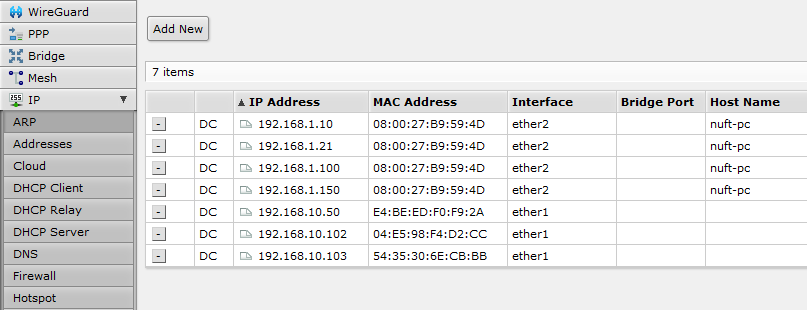 WireGuard
PPP
Bridge
Mesh
255 IP ▼
ARP
Addresses
Cloud
DHCP Client
DHCP Relay
DHCP Server
DNS
Firewall
Hotspot
Add New
7 items
▲ IP Address MAC Address Interface Bridge Port Host Name
- DC 192.168.1.10 08:00:27:B9:59:4D ether2 nuft-pc
- DC 192.168.1.21 08:00:27:B9:59:4D ether2 nuft-pc
- DC 192.168.1.100 08:00:27:B9:59:4D ether2 nuft-pc
- DC 192.168.1.150 08:00:27:B9:59:4D ether2 nuft-pc
- DC 192.168.10.50 E4:BE:ED:F0:F9:2A ether1
- DC 192.168.10.102 04:E5:98:F4:D2:CC ether1
- DC 192.168.10.103 54:35:30:6E:CB:BB ether1